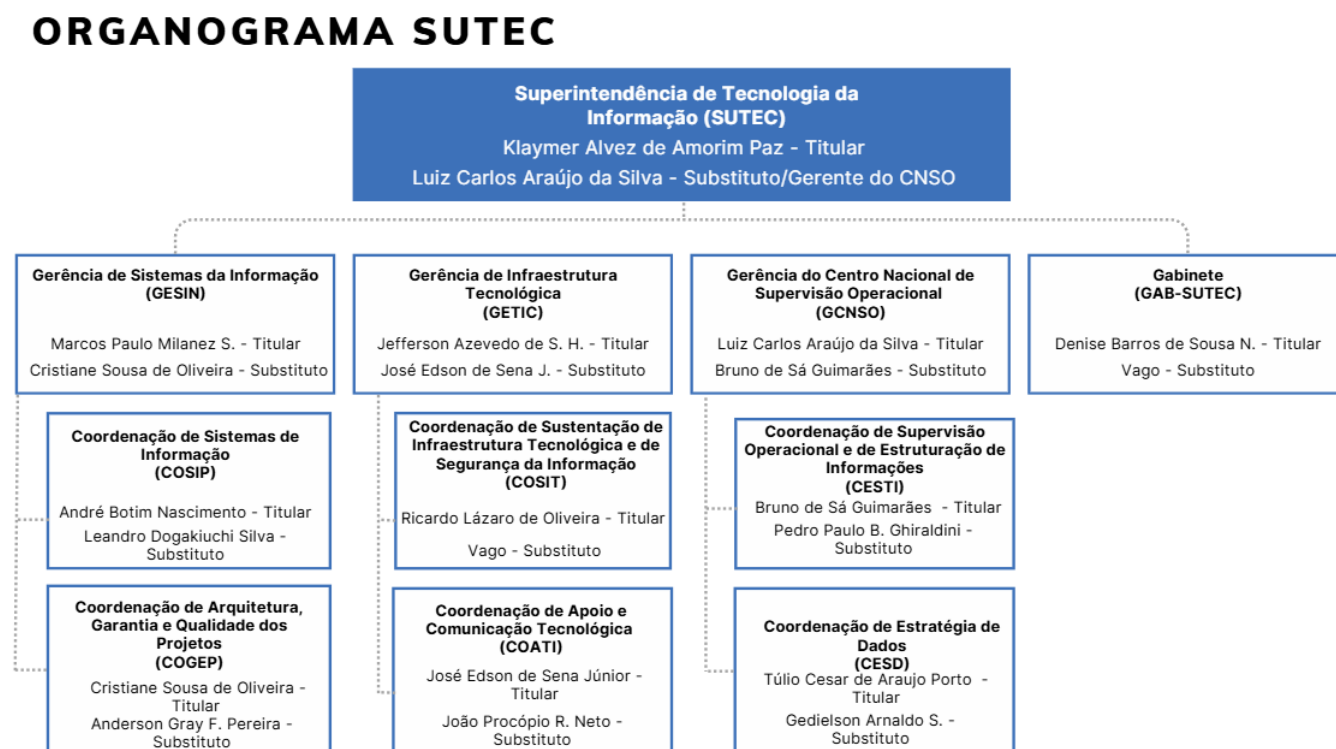 ORGANOGRAMA SUTEC
Superintendência de Tecnologia da
Informação (SUTEC)
Klaymer Alvez de Amorim Paz - Titular
Luiz Carlos Araújo da Silva - Substituto/Gerente do CNSO
Gerência de Sistemas da Informação
(GESIN)
Marcos Paulo Milanez S. - Titular
Cristiane Sousa de Oliveira - Substituto
Gerência de Infraestrutura
Tecnológica
(GETIC)
Jefferson Azevedo de S. H. - Titular
José Edson de Sena J. - Substituto
Gerência do Centro Nacional de
Supervisão Operacional
(GCNSO)
Luiz Carlos Araújo da Silva - Titular
Bruno de Sá Guimarães - Substituto
Gabinete
(GAB-SUTEC)
Denise Barros de Sousa N. - Titular
Vago - Substituto
Coordenação de Sistemas de
Informação
(COSIP)
André Botim Nascimento - Titular
Leandro Dogakiuchi Silva -
Substituto
Coordenação de Sustentação de
Infraestrutura Tecnológica e de
Segurança da Informação
(COSIT)
Ricardo Lázaro de Oliveira - Titular
Vago - Substituto
Coordenação de Supervisão
Operacional e de Estruturação de
Informações
(CESTI)
Bruno de Sá Guimarães - Titular
Pedro Paulo B. Ghiraldini -
Substituto
Coordenação de Arquitetura,
Garantia e Qualidade dos
Projetos
(COGEP)
Cristiane Sousa de Oliveira -
Titular
Anderson Gray F. Pereira -
Substituto
Coordenação de Apoio e
Comunicação Tecnológica
(COATI)
José Edson de Sena Júnior -
Titular
João Procópio R. Neto -
Substituto
Coordenação de Estratégia de
Dados
(CESD)
Túlio Cesar de Araujo Porto -
Titular
Gedielson Arnaldo S. -
Substituto